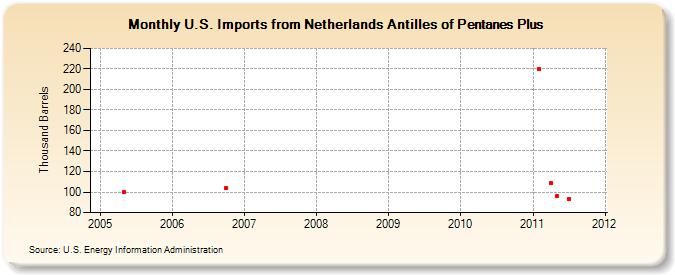 Monthly U.S. Imports from Netherlands Antilles of Pentanes Plus
Thousand Barrels
240
220
200
180
160
140
120
100
80
2005 2006 2007 2008 2009 2010 2011 2012
Source: U.S. Energy Information Administration